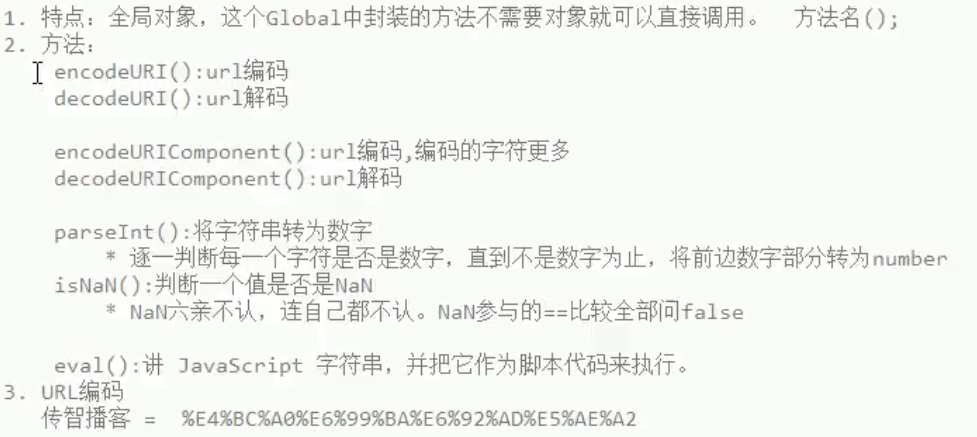 1. 特点：全局对象，这个Global中封装的方法不需要对象就可以直接调用。 方法名();
2. 方法：
encodeURI():url编码
decodeURI():url解码
encodeURIComponent():url编码,编码的字符更多
decodeURIComponent():url解码
parseInt():将字符串转为数字
* 逐一判断每一个字符是否是数字，直到不是数字为止，将前边数字部分转为number
isNaN():判断一个值是否是NaN
* NaN六亲不认，连自己都不认。NaN参与的==比较全部问false
eval():讲 JavaScript 字符串，并把它作为脚本代码来执行。
3. URL编码
传智播客 = %E4%BC%A0%E6%99%BA%E6%92%AD%E5%AE%A2